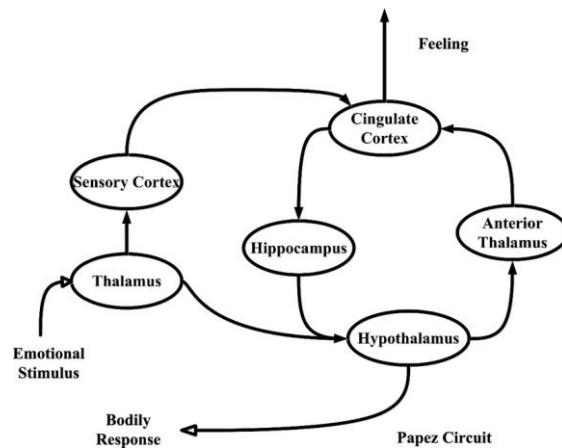 Feeling
Cingulate
Cortex
Sensory Cortex
Anterior
Thalamus
Hippocampus
Thalamus
Hypothalamus
Emotional
Stimulus
Bodily
Response
Papez Circuit